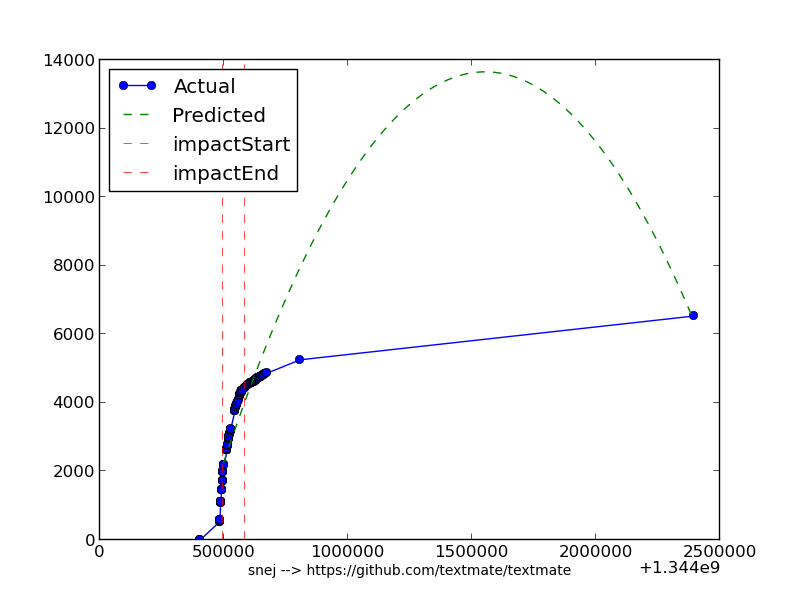 14000
12000
10000
8000
6000
4000
2000
0
Actual
Predicted
impactStart
impactEnd
0 500000 1000000 1500000 2000000 2500000
snej --> https://github.com/textmate/textmate +1.344e9